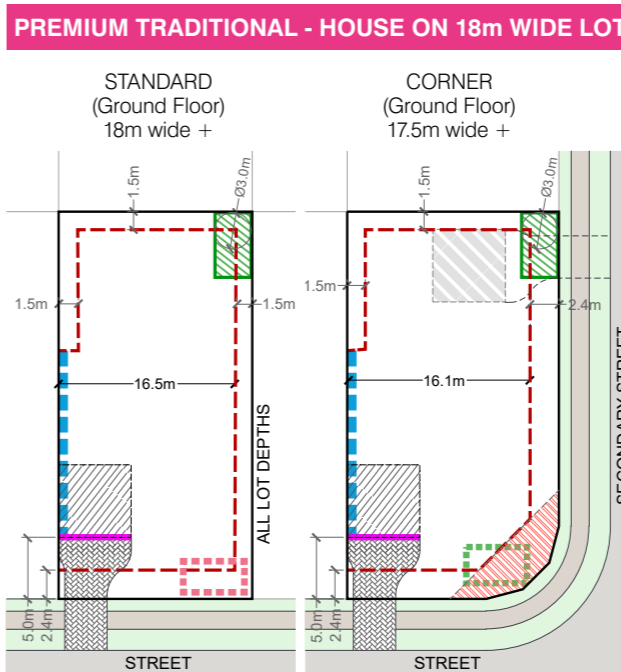 PREMIUM TRADITIONAL - HOUSE ON 18m WIDE LOT
STANDARD
(Ground Floor)
18m wide +
1.5m
Ø3.0m
1.5m
1.5m
16.5m
ALL LOT DEPTHS
5.0m
2.4m
STREET
CORNER
(Ground Floor)
17.5m wide +
1.5m
Ø3.0m
1.5m
2.4m
16.1m
SECONDARY STREET
5.0m
2.4m
STREET